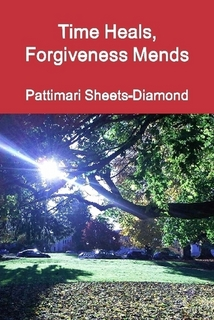 Time Heals,
Forgiveness Mends
Pattimari Sheets-Diamond